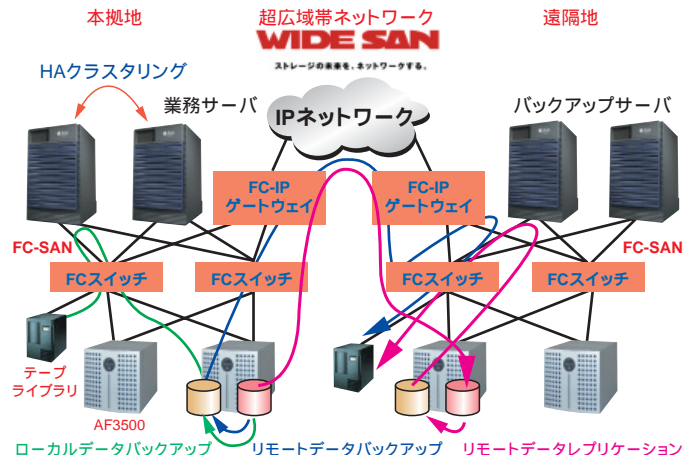 本拠地
超広域帯ネットワーク
遠隔地
WIDE SAN
ストレージの未来を、ネットワークする。
HAクラスタリング
業務サーバ
IPネットワーク
バックアップサーバ
FC-IP
ゲートウェイ
FC-IP
ゲートウェイ
FC-SAN
FC-SAN
FCスイッチ
FCスイッチ
FCスイッチ
FCスイッチ
テープ
ライブラリ
AF3500
ローカルデータバックアップ
リモートデータバックアップ
リモートデータレプリケーション